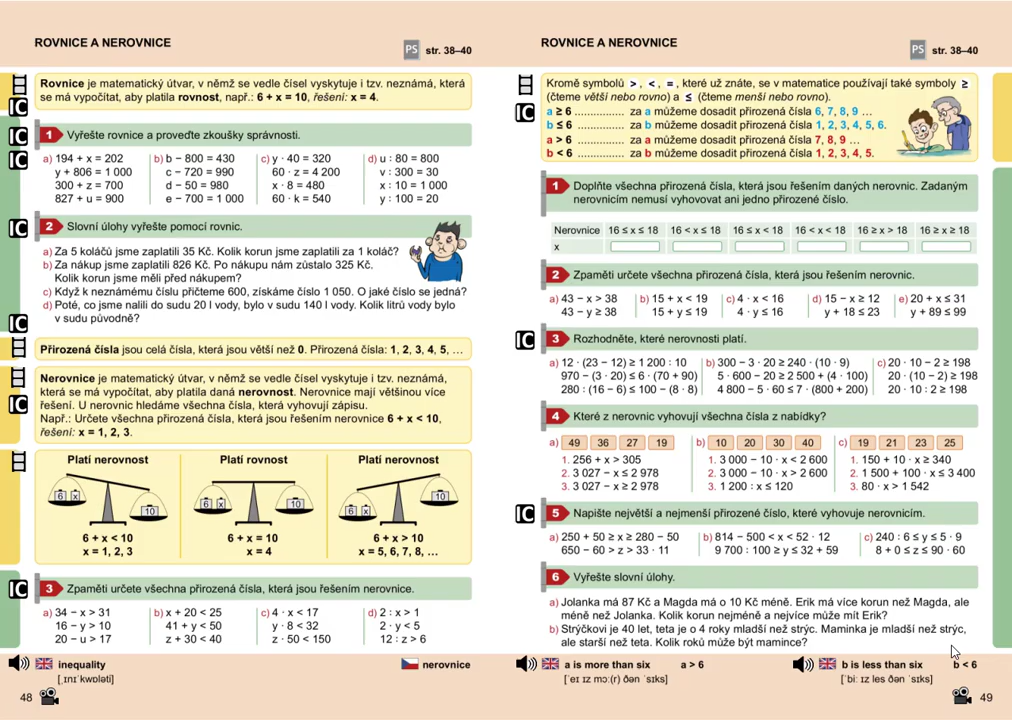 ROVNICE A NEROVNICE
PS str. 38–40
Rovnice je matematický útvar, v němž se vedle čísel vyskytuje i tzv. neznámá, která
se má vypočítat, aby platila rovnost, např.: 6 + x = 10, řešení: x = 4.
1 Vyřešte rovnice a proveďte zkoušky správnosti.
a) 194 + x = 202 b) b − 800 = 430 c) y · 40 = 320 d) u : 80 = 800
y + 806 = 1 000 c − 720 = 990 60 · z = 4 200 v : 300 = 30
300 + z = 700 d − 50 = 980 x · 8 = 480 x : 10 = 1 000
827 + u = 900 e − 700 = 1 000 60 · k = 540 y : 100 = 20
2 Slovní úlohy vyřešte pomocí rovnic.
a) Za 5 koláčů jsme zaplatili 35 Kč. Kolik korun jsme zaplatili za 1 koláč?
b) Za nákup jsme zaplatili 826 Kč. Po nákupu nám zůstalo 325 Kč.
Kolik korun jsme měli před nákupem?
c) Když k neznámému číslu přičteme 600, získáme číslo 1 050. O jaké číslo se jedná?
d) Poté, co jsme nalili do sudu 20 l vody, bylo v sudu 140 l vody. Kolik litrů vody bylo
v sudu původně?
Přirozená čísla jsou celá čísla, která jsou větší než 0. Přirozená čísla: 1, 2, 3, 4, 5, …
Nerovnice je matematický útvar, v němž se vedle čísel vyskytuje i tzv. neznámá,
která se má vypočítat, aby platila daná nerovnost. Nerovnice mají většinou více
řešení. U nerovnic hledáme všechna čísla, která vyhovují zápisu.
Např.: Určete všechna přirozená čísla, která jsou řešením nerovnice 6 + x < 10,
řešení: x = 1, 2, 3.
Platí nerovnost Platí rovnost Platí nerovnost
6 x 10 6 x 10 6 x 10
6 + x < 10 6 + x = 10 6 + x > 10
x = 1, 2, 3 x = 4 x = 5, 6, 7, 8, …
3 Zpaměti určete všechna přirozená čísla, která jsou řešením nerovnice.
a) 34 − x > 31 b) x + 20 < 25 c) 4 · x < 17 d) 2 : x > 1
16 − y > 10 41 + y < 50 y · 8 < 32 2 · y < 5
20 − u > 17 z + 30 < 40 z · 50 < 150 12 : z > 6
inequality nerovnice
[ˌɪnɪˈkwɒləti]
48
ROVNICE A NEROVNICE
PS str. 38–40
Kromě symbolů >, <, =, které už znáte, se v matematice používají také symboly ≥
(čteme větší nebo rovno) a ≤ (čteme menší nebo rovno).
a ≥ 6 ............... za a můžeme dosadit přirozená čísla 6, 7, 8, 9 …
b ≤ 6 ............... za b můžeme dosadit přirozená čísla 1, 2, 3, 4, 5, 6.
a > 6 ............... za a můžeme dosadit přirozená čísla 7, 8, 9 …
b < 6 ............... za b můžeme dosadit přirozená čísla 1, 2, 3, 4, 5.
1 Doplňte všechna přirozená čísla, která jsou řešením daných nerovnic. Zadaným
nerovnicím nemusí vyhovovat ani jedno přirozené číslo.
Nerovnice 16 ≤ x ≤ 18 16 < x ≤ 18 16 ≤ x < 18 16 < x < 18 16 ≥ x > 18 16 ≥ x ≥ 18
x
2 Zpaměti určete všechna přirozená čísla, která jsou řešením nerovnic.
a) 43 − x > 38 b) 15 + x < 19 c) 4 · x < 16 d) 15 − x ≥ 12 e) 20 + x ≤ 31
43 − y ≥ 38 15 + y ≤ 19 4 · y ≤ 16 y + 18 ≤ 23 y + 89 ≤ 99
3 Rozhodněte, které nerovnosti platí.
a) 12 · (23 − 12) ≥ 1 200 : 10 b) 300 − 3 · 20 ≥ 240 · (10 · 9) c) 20 · 10 − 2 ≥ 198
970 − (3 · 20) ≤ 6 · (70 + 90) 5 · 600 − 20 ≥ 2 500 + (4 · 100) 20 · (10 − 2) ≥ 198
280 : (16 − 6) ≤ 100 − (8 · 8) 4 800 − 5 · 60 ≤ 7 · (800 + 200) 20 · 10 : 2 ≥ 198
4 Které z nerovnic vyhovují všechna čísla z nabídky?
a) 49 36 27 19 b) 10 20 30 40 c) 19 21 23 25
1. 256 + x > 305 1. 3 000 − 10 · x < 2 600 1. 150 + 10 · x ≥ 340
2. 3 027 − x ≤ 2 978 2. 3 000 − 10 · x > 2 600 2. 1 500 + 100 · x ≤ 3 400
3. 3 027 − x ≥ 2 978 3. 1 200 : x ≤ 120 3. 80 · x > 1 542
5 Napište největší a nejmenší přirozené číslo, které vyhovuje nerovnicím.
a) 250 + 50 ≥ x ≥ 280 − 50 b) 814 − 500 < x < 52 · 12 c) 240 : 6 ≤ y ≤ 5 · 9
650 − 60 > z > 33 · 11 9 700 : 100 ≥ y ≤ 32 + 59 8 + 0 ≤ z ≤ 90 · 60
6 Vyřešte slovní úlohy.
a) Jolanka má 87 Kč a Magda má o 10 Kč méně. Erik má více korun než Magda, ale
méně než Jolanka. Kolik korun nejméně a nejvíce může mít Erik?
b) Strýčkovi je 40 let, teta je o 4 roky mladší než strýc. Maminka je mladší než strýc,
ale starší než teta. Kolik roků může být mamince?
a is more than six a > 6 b is less than six b < 6
[ˈeɪ ɪz mɔː(r) ðən ˈsɪks] [ˈbiː ɪz les ðən ˈsɪks]
49